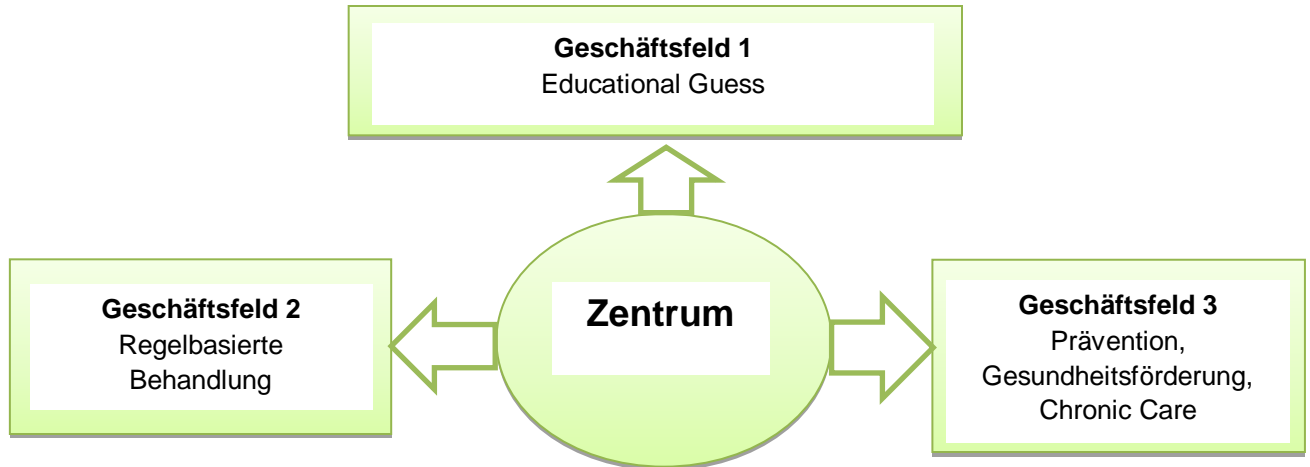 Geschäftsfeld 1
Educational Guess
Zentrum
Geschäftsfeld 2
Regelbasierte
Behandlung
Geschäftsfeld 3
Prävention,
Gesundheitsförderung,
Chronic Care